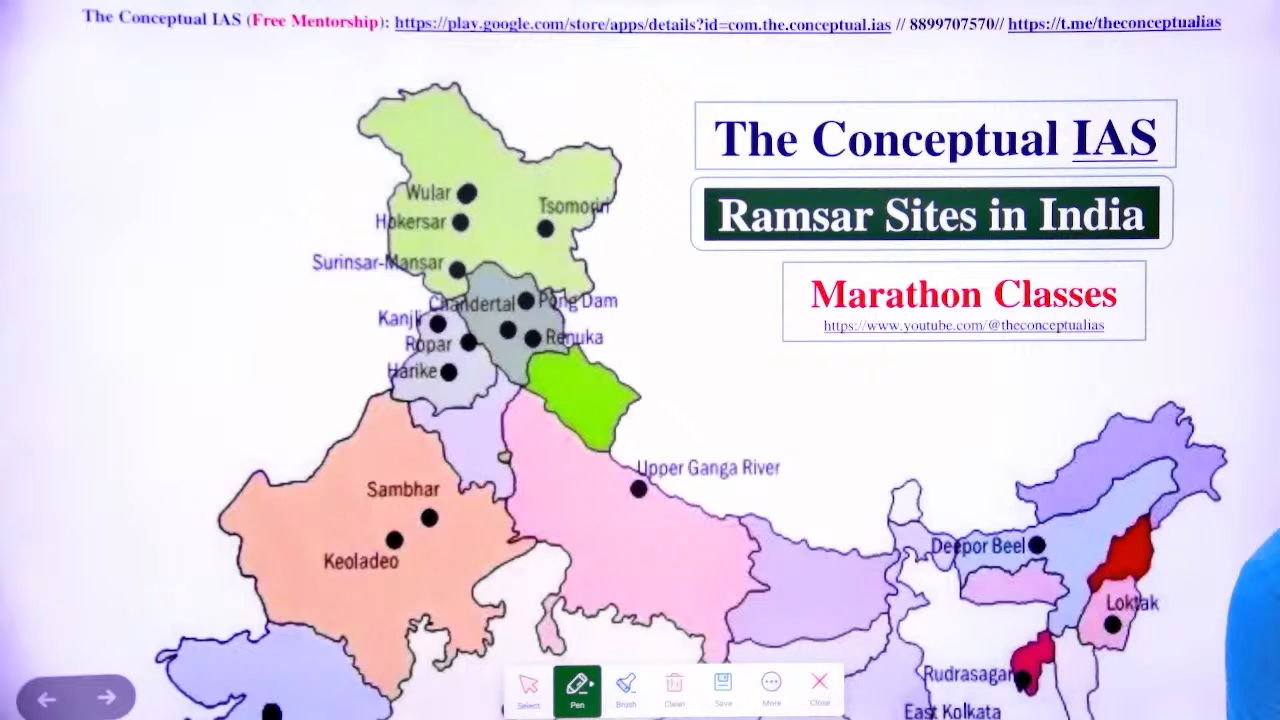 The Conceptual IAS (Free Mentorship): https://play.google.com/store/apps/details?id=com.the.conceptual.ias // 8899707570// https://t.me/theconceptualias
The Conceptual IAS
Ramsar Sites in India
Marathon Classes
https://www.youtube.com/@theconceptualias
Wular
Tsomoriri
Hokersar
Surinsar-Mansar
Chandertal
Pong Dam
Kanjli
Renuka
Ropar
Harike
Upper Ganga River
Sambhar
Keoladeo
Deepor Beel
Loktak
Rudrasagar
East Kolkata
Select
Pen
Brush
Clean
Save
More
Close